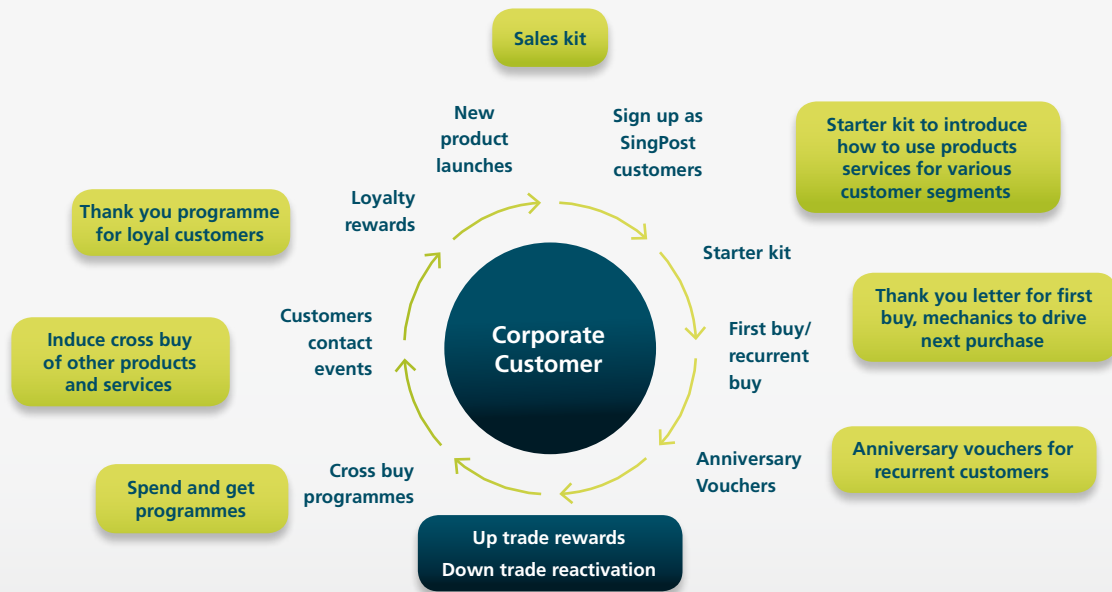 Sales kit
New
product
launches
Sign up as
SingPost
customers
Starter kit to introduce
how to use products
services for various
customer segments
Loyalty
rewards
Thank you programme
for loyal customers
Starter kit
Customers
contact
events
Corporate
Customer
First buy/
recurrent
buy
Thank you letter for first
buy, mechanics to drive
next purchase
Induce cross buy
of other products
and services
Anniversary
Vouchers
Anniversary vouchers for
recurrent customers
Cross buy
programmes
Spend and get
programmes
Up trade rewards
Down trade reactivation